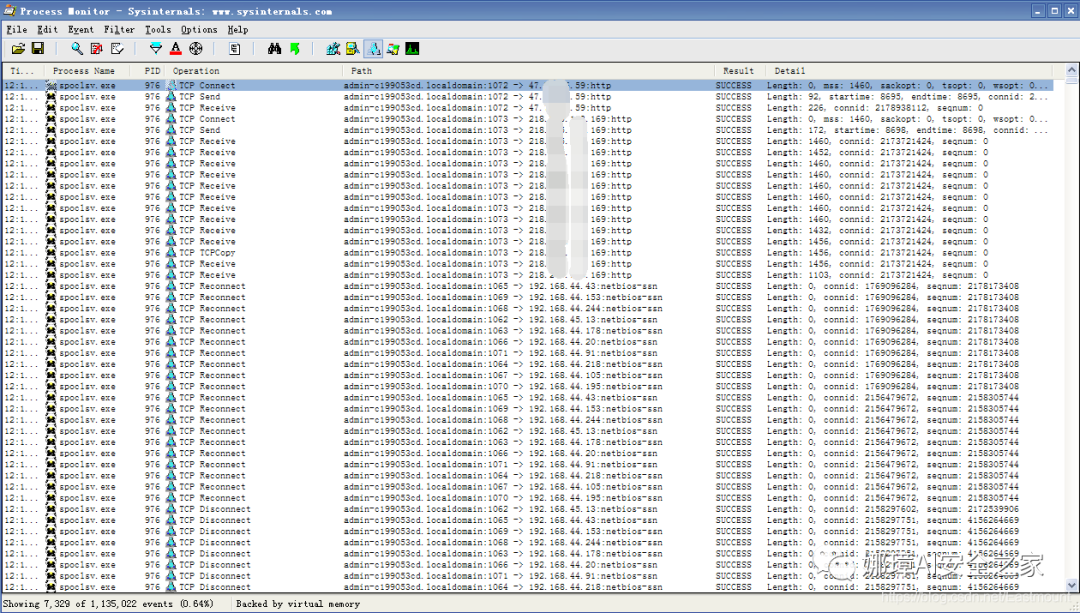 Process Monitor - Sysinternals: www.sysinternals.com
File Edit Event Filter Tools Options Help
Ti... Process Name PID Operation Path Result Detail
12:1... spoclsv.exe 976 TCP Connect admin-c199053cd.localdomain:1072 -> 47. .59:http SUCCESS Length: 0, mss: 1460, sackopt: 0, tsopt: 0, wsopt: 0...
12:1... spoclsv.exe 976 TCP Send admin-c199053cd.localdomain:1072 -> 47. .59:http SUCCESS Length: 92, startime: 8695, endtime: 8695, connid: 2...
12:1... spoclsv.exe 976 TCP Receive admin-c199053cd.localdomain:1072 -> 47. .59:http SUCCESS Length: 226, connid: 2178938112, seqnum: 0
12:1... spoclsv.exe 976 TCP Connect admin-c199053cd.localdomain:1073 -> 218. .169:http SUCCESS Length: 0, mss: 1460, sackopt: 0, tsopt: 0, wsopt: 0...
12:1... spoclsv.exe 976 TCP Send admin-c199053cd.localdomain:1073 -> 218. .169:http SUCCESS Length: 172, startime: 8698, endtime: 8698, connid: ...
12:1... spoclsv.exe 976 TCP Receive admin-c199053cd.localdomain:1073 -> 218. 169:http SUCCESS Length: 1460, connid: 2173721424, seqnum: 0
12:1... spoclsv.exe 976 TCP Receive admin-c199053cd.localdomain:1073 -> 218. 169:http SUCCESS Length: 1452, connid: 2173721424, seqnum: 0
12:1... spoclsv.exe 976 TCP Receive admin-c199053cd.localdomain:1073 -> 218. 169:http SUCCESS Length: 1460, connid: 2173721424, seqnum: 0
12:1... spoclsv.exe 976 TCP Receive admin-c199053cd.localdomain:1073 -> 218. 169:http SUCCESS Length: 1460, connid: 2173721424, seqnum: 0
12:1... spoclsv.exe 976 TCP Receive admin-c199053cd.localdomain:1073 -> 218. 169:http SUCCESS Length: 1460, connid: 2173721424, seqnum: 0
12:1... spoclsv.exe 976 TCP Receive admin-c199053cd.localdomain:1073 -> 218. 169:http SUCCESS Length: 1460, connid: 2173721424, seqnum: 0
12:1... spoclsv.exe 976 TCP Receive admin-c199053cd.localdomain:1073 -> 218. 169:http SUCCESS Length: 1460, connid: 2173721424, seqnum: 0
12:1... spoclsv.exe 976 TCP Receive admin-c199053cd.localdomain:1073 -> 218. 169:http SUCCESS Length: 1460, connid: 2173721424, seqnum: 0
12:1... spoclsv.exe 976 TCP Receive admin-c199053cd.localdomain:1073 -> 218. 169:http SUCCESS Length: 1432, connid: 2173721424, seqnum: 0
12:1... spoclsv.exe 976 TCP Receive admin-c199053cd.localdomain:1073 -> 218. 169:http SUCCESS Length: 1456, connid: 2173721424, seqnum: 0
12:1... spoclsv.exe 976 TCP TCPCopy admin-c199053cd.localdomain:1073 -> 218. 169:http SUCCESS Length: 1456, connid: 2173721424, seqnum: 0
12:1... spoclsv.exe 976 TCP Receive admin-c199053cd.localdomain:1073 -> 218. 169:http SUCCESS Length: 1456, connid: 2173721424, seqnum: 0
12:1... spoclsv.exe 976 TCP Receive admin-c199053cd.localdomain:1073 -> 218. .169:http SUCCESS Length: 1103, connid: 2173721424, seqnum: 0
12:1... spoclsv.exe 976 TCP Reconnect admin-c199053cd.localdomain:1065 -> 192.168.44.43:netbios-ssn SUCCESS Length: 0, connid: 1769096284, seqnum: 2178173408
12:1... spoclsv.exe 976 TCP Reconnect admin-c199053cd.localdomain:1069 -> 192.168.44.153:netbios-ssn SUCCESS Length: 0, connid: 1769096284, seqnum: 2178173408
12:1... spoclsv.exe 976 TCP Reconnect admin-c199053cd.localdomain:1068 -> 192.168.44.244:netbios-ssn SUCCESS Length: 0, connid: 1769096284, seqnum: 2178173408
12:1... spoclsv.exe 976 TCP Reconnect admin-c199053cd.localdomain:1062 -> 192.168.45.13:netbios-ssn SUCCESS Length: 0, connid: 1769096284, seqnum: 2178173408
12:1... spoclsv.exe 976 TCP Reconnect admin-c199053cd.localdomain:1063 -> 192.168.44.178:netbios-ssn SUCCESS Length: 0, connid: 1769096284, seqnum: 2178173408
12:1... spoclsv.exe 976 TCP Reconnect admin-c199053cd.localdomain:1066 -> 192.168.44.20:netbios-ssn SUCCESS Length: 0, connid: 1769096284, seqnum: 2178173408
12:1... spoclsv.exe 976 TCP Reconnect admin-c199053cd.localdomain:1071 -> 192.168.44.91:netbios-ssn SUCCESS Length: 0, connid: 1769096284, seqnum: 2178173408
12:1... spoclsv.exe 976 TCP Reconnect admin-c199053cd.localdomain:1064 -> 192.168.44.218:netbios-ssn SUCCESS Length: 0, connid: 1769096284, seqnum: 2178173408
12:1... spoclsv.exe 976 TCP Reconnect admin-c199053cd.localdomain:1067 -> 192.168.44.105:netbios-ssn SUCCESS Length: 0, connid: 1769096284, seqnum: 2178173408
12:1... spoclsv.exe 976 TCP Reconnect admin-c199053cd.localdomain:1070 -> 192.168.44.195:netbios-ssn SUCCESS Length: 0, connid: 1769096284, seqnum: 2178173408
12:1... spoclsv.exe 976 TCP Reconnect admin-c199053cd.localdomain:1065 -> 192.168.44.43:netbios-ssn SUCCESS Length: 0, connid: 2156479672, seqnum: 2158305744
12:1... spoclsv.exe 976 TCP Reconnect admin-c199053cd.localdomain:1069 -> 192.168.44.153:netbios-ssn SUCCESS Length: 0, connid: 2156479672, seqnum: 2158305744
12:1... spoclsv.exe 976 TCP Reconnect admin-c199053cd.localdomain:1068 -> 192.168.44.244:netbios-ssn SUCCESS Length: 0, connid: 2156479672, seqnum: 2158305744
12:1... spoclsv.exe 976 TCP Reconnect admin-c199053cd.localdomain:1062 -> 192.168.45.13:netbios-ssn SUCCESS Length: 0, connid: 2156479672, seqnum: 2158305744
12:1... spoclsv.exe 976 TCP Reconnect admin-c199053cd.localdomain:1063 -> 192.168.44.178:netbios-ssn SUCCESS Length: 0, connid: 2156479672, seqnum: 2158305744
12:1... spoclsv.exe 976 TCP Reconnect admin-c199053cd.localdomain:1066 -> 192.168.44.20:netbios-ssn SUCCESS Length: 0, connid: 2156479672, seqnum: 2158305744
12:1... spoclsv.exe 976 TCP Reconnect admin-c199053cd.localdomain:1071 -> 192.168.44.91:netbios-ssn SUCCESS Length: 0, connid: 2156479672, seqnum: 2158305744
12:1... spoclsv.exe 976 TCP Reconnect admin-c199053cd.localdomain:1064 -> 192.168.44.218:netbios-ssn SUCCESS Length: 0, connid: 2156479672, seqnum: 2158305744
12:1... spoclsv.exe 976 TCP Reconnect admin-c199053cd.localdomain:1067 -> 192.168.44.105:netbios-ssn SUCCESS Length: 0, connid: 2156479672, seqnum: 2158305744
12:1... spoclsv.exe 976 TCP Reconnect admin-c199053cd.localdomain:1070 -> 192.168.44.195:netbios-ssn SUCCESS Length: 0, connid: 2156479672, seqnum: 2158305744
12:1... spoclsv.exe 976 TCP Disconnect admin-c199053cd.localdomain:1062 -> 192.168.45.13:netbios-ssn SUCCESS Length: 0, connid: 2158297602, seqnum: 2172539906
12:1... spoclsv.exe 976 TCP Disconnect admin-c199053cd.localdomain:1065 -> 192.168.44.43:netbios-ssn SUCCESS Length: 0, connid: 2158297751, seqnum: 4156264669
12:1... spoclsv.exe 976 TCP Disconnect admin-c199053cd.localdomain:1069 -> 192.168.44.153:netbios-ssn SUCCESS Length: 0, connid: 2158297751, seqnum: 4156264669
12:1... spoclsv.exe 976 TCP Disconnect admin-c199053cd.localdomain:1068 -> 192.168.44.244:netbios-ssn SUCCESS Length: 0, connid: 2158297751, seqnum: 4156264669
12:1... spoclsv.exe 976 TCP Disconnect admin-c199053cd.localdomain:1063 -> 192.168.44.178:netbios-ssn SUCCESS Length: 0, connid: 2158297751, seqnum: 4156264669
12:1... spoclsv.exe 976 TCP Disconnect admin-c199053cd.localdomain:1066 -> 192.168.44.20:netbios-ssn SUCCESS Length: 0, connid:
12:1... spoclsv.exe 976 TCP Disconnect admin-c199053cd.localdomain:1071 -> 192.168.44.91:netbios-ssn SUCCESS Length: 0, connid:
12:1... spoclsv.exe 976 TCP Disconnect admin-c199053cd.localdomain:1064 -> 192.168.44.218:netbios-ssn SUCCESS Length: 0, connid: 2158297751, seqnum: 4156264669
娜璋AI安全之家
Showing 7,329 of 1,135,022 events (0.64%) Backed by virtual memory
https://blog.csdn.net/Eastmount